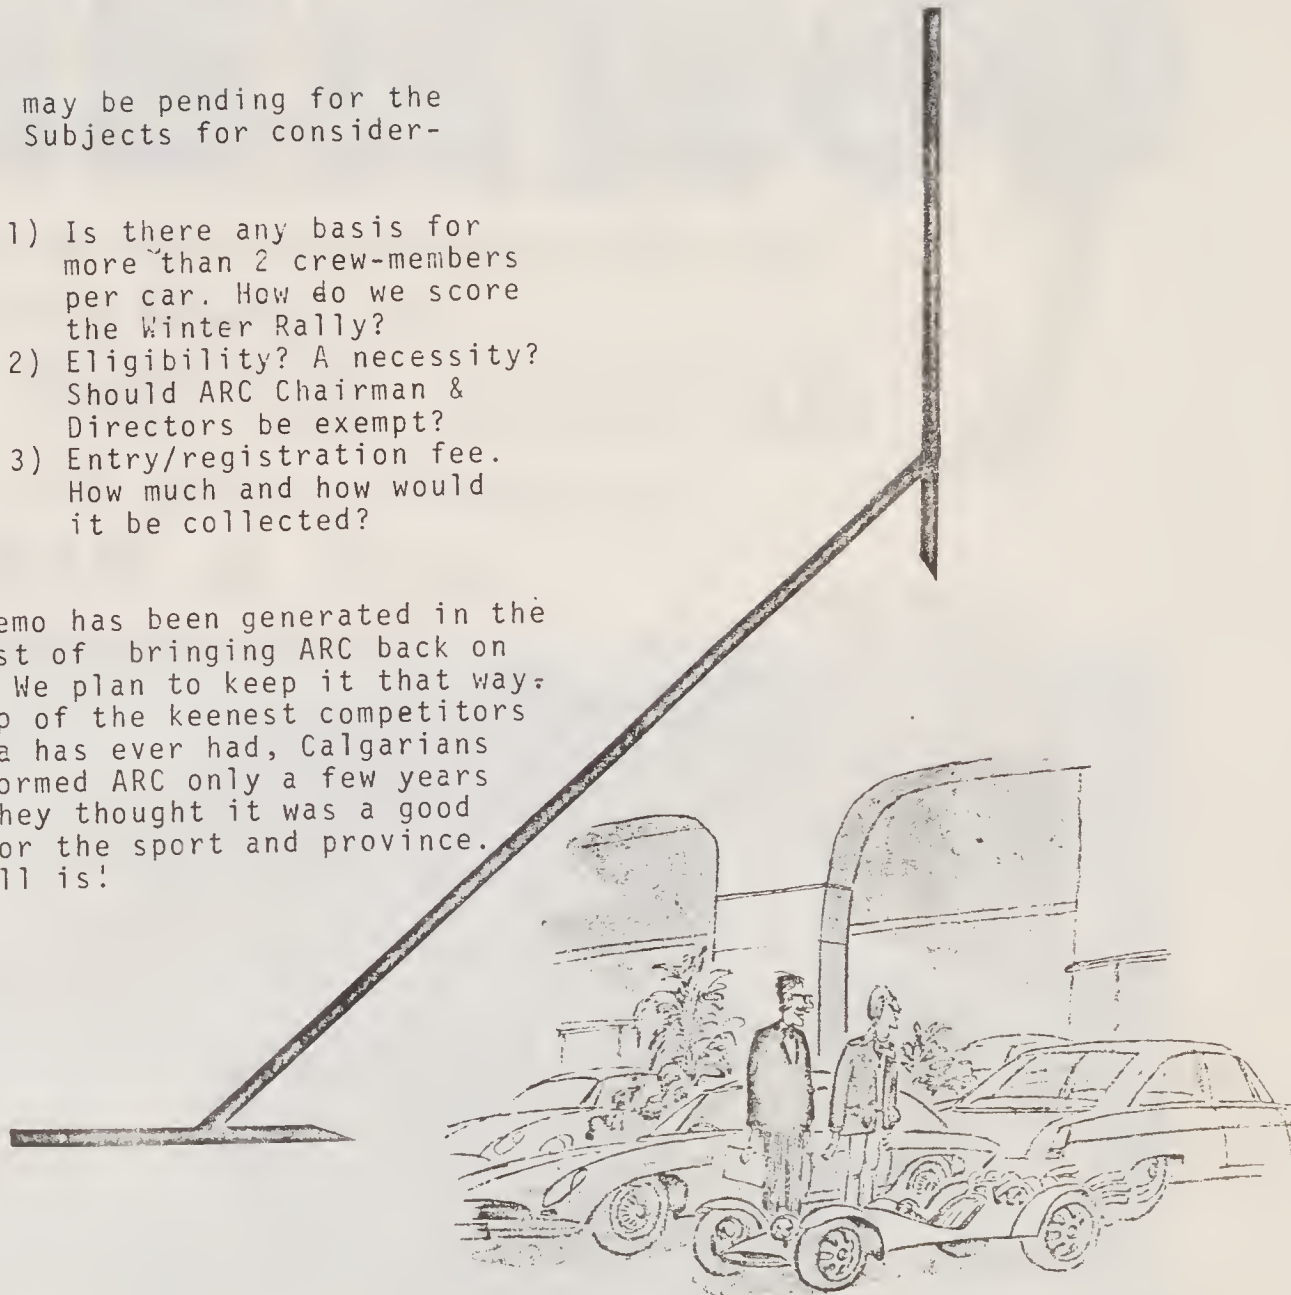 may be pending for the
Subjects for consider-
1) Is there any basis for
more than 2 crew-members
per car. How do we score
the Winter Rally?
2) Eligibility? A necessity?
Should ARC Chairman &
Directors be exempt?
3) Entry/registration fee.
How much and how would
it be collected?
emo has been generated in the
st of bringing ARC back on
We plan to keep it that way.
p of the keenest competitors
a has ever had, Calgarians
ormed ARC only a few years
hey thought it was a good
or the sport and province.
ll is!